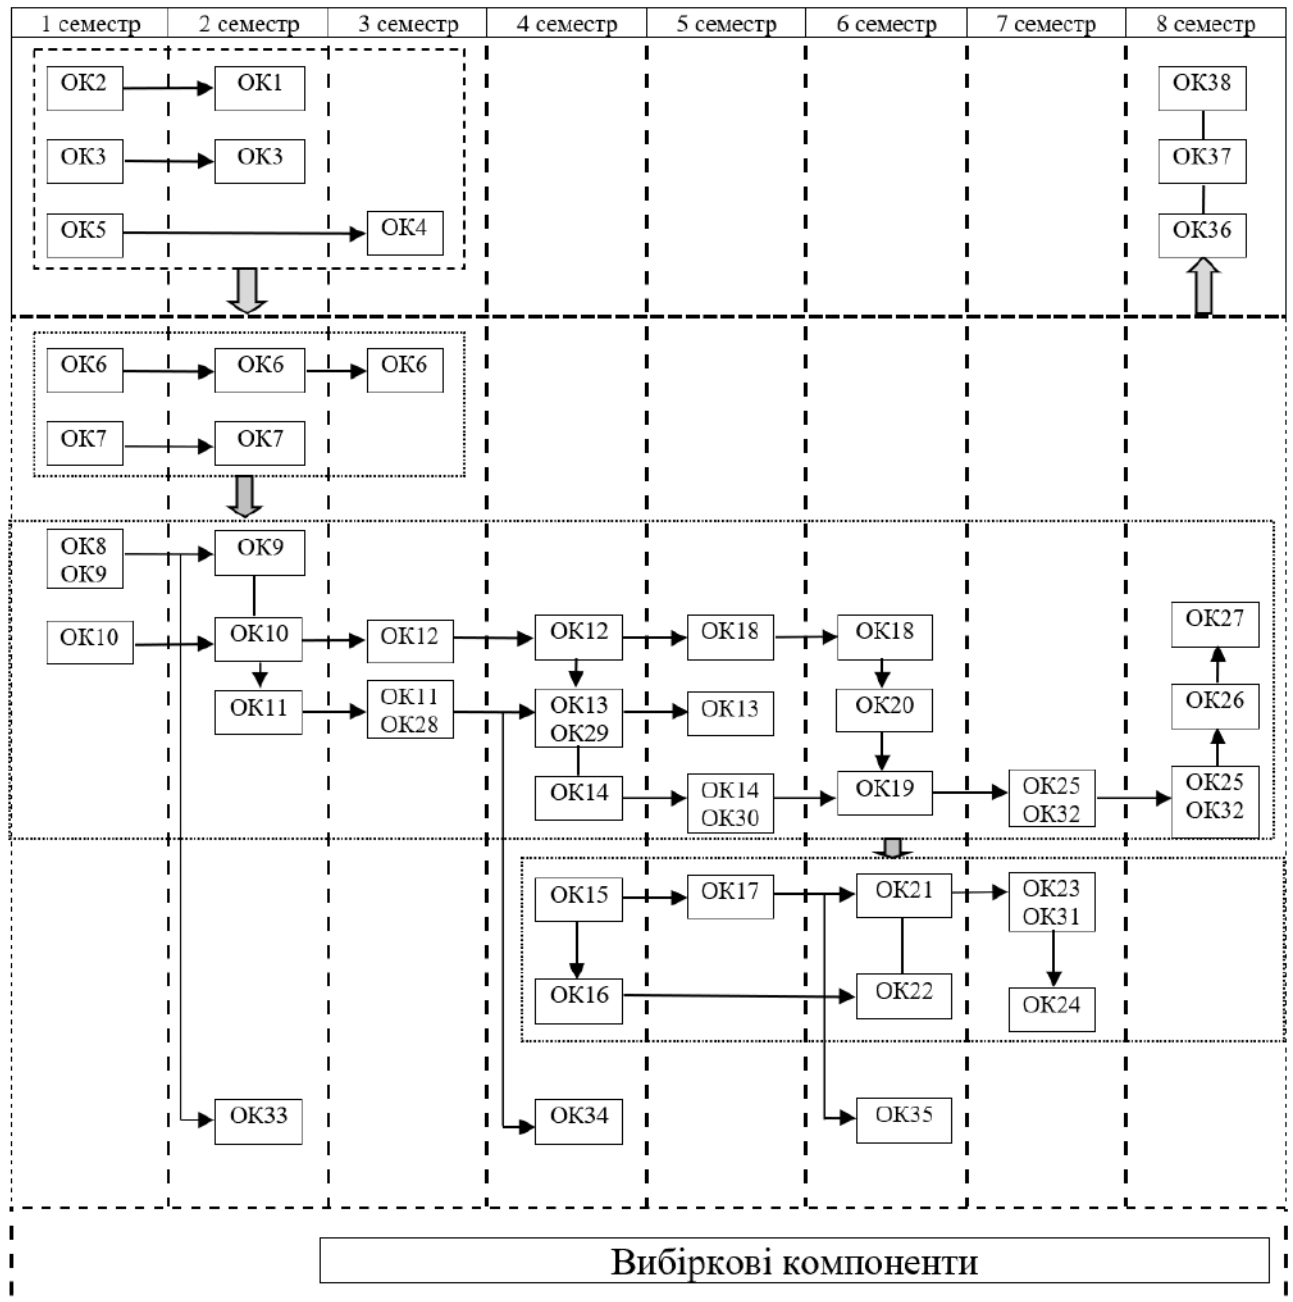 1 семестр 2 семестр 3 семестр 4 семестр 5 семестр 6 семестр 7 семестр 8 семестр
ОК2 ОК1 ОК38
ОК3 ОК3 ОК37
ОК5 ОК4 ОК36
ОК6 ОК6 ОК6
ОК7 ОК7
ОК8 ОК9
ОК9
ОК27
ОК10 ОК10 ОК12 ОК12 ОК18 ОК18
ОК11 ОК11 ОК13 ОК13 ОК20 ОК26
ОК28 ОК29
ОК14 ОК14 ОК19 ОК25 ОК25
ОК30 ОК32 ОК32
ОК15 ОК17 ОК21 ОК23
ОК31
ОК16 ОК22 ОК24
ОК33 ОК34 ОК35
Вибіркові компоненти